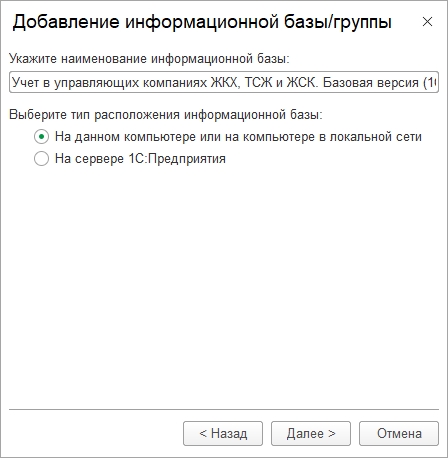 Добавление информационной базы/группы
Укажите наименование информационной базы:
Учет в управляющих компаниях ЖКХ, ТСЖ и ЖСК. Базовая версия (1
Выберите тип расположения информационной базы:
На данном компьютере или на компьютере в локальной сети
На сервере 1С:Предприятия
< Назад
Далее >
Отмена